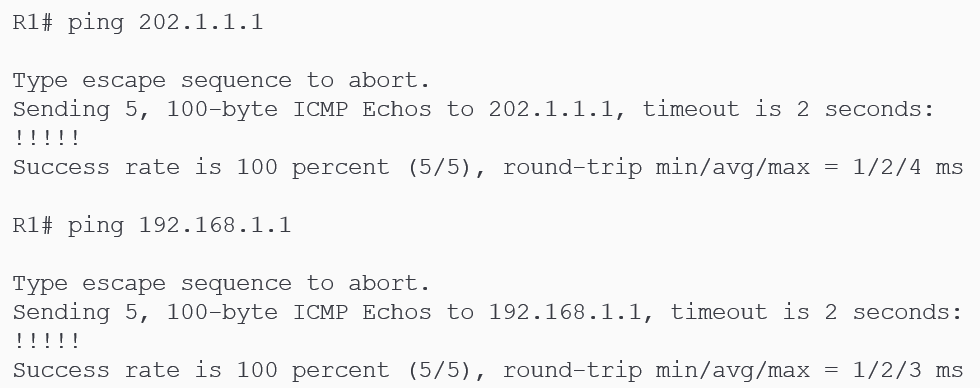 R1# ping 202.1.1.1
Type escape sequence to abort.
Sending 5, 100-byte ICMP Echos to 202.1.1.1, timeout is 2 seconds:
!!!!!
Success rate is 100 percent (5/5), round-trip min/avg/max = 1/2/4 ms
R1# ping 192.168.1.1
Type escape sequence to abort.
Sending 5, 100-byte ICMP Echos to 192.168.1.1, timeout is 2 seconds:
!!!!!
Success rate is 100 percent (5/5), round-trip min/avg/max = 1/2/3 ms